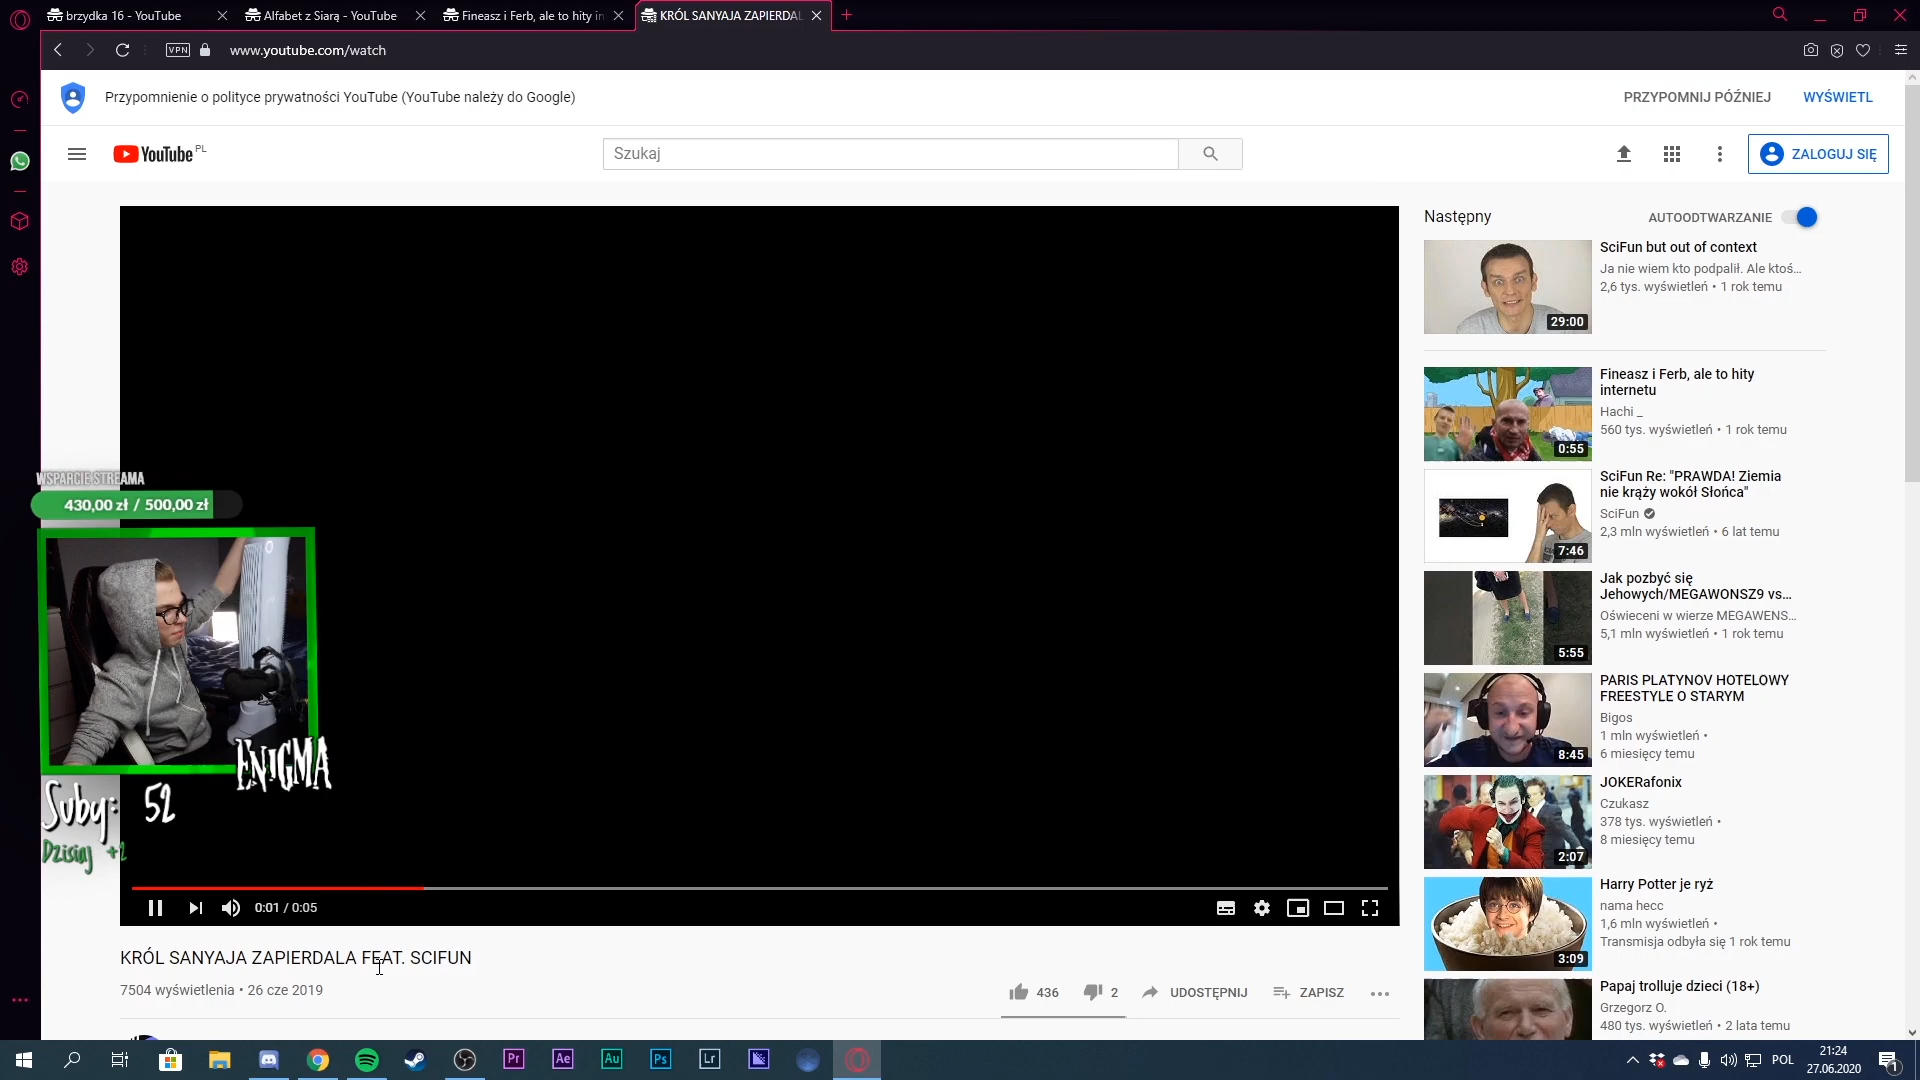 brzydka 16 - YouTube
Alfabet z Siarą - YouTube
Fineasz i Ferb, ale to hity in
KRÓL SANYAJA ZAPIERDAL
VPN
www.youtube.com/watch
Przypomnienie o polityce prywatności YouTube (YouTube należy do Google)
PRZYPOMNIJ PÓŹNIEJ
WYŚWIETL
YouTube PL
Szukaj
ZALOGUJ SIĘ
Następny
AUTOODTWARZANIE
SciFun but out of context
Ja nie wiem kto podpalił. Ale ktoś…
2,6 tys. wyświetleń • 1 rok temu
29:00
Fineasz i Ferb, ale to hity
internetu
Hachi _
560 tys. wyświetleń • 1 rok temu
0:55
SciFun Re: "PRAWDA! Ziemia
nie krąży wokół Słońca"
SciFun
2,3 mln wyświetleń • 6 lat temu
7:46
Jak pozbyć się
Jehowych/MEGAWONSZ9 vs...
Oświeceni w wierze MEGAWENS...
5,1 mln wyświetleń • 1 rok temu
5:55
PARIS PLATYNOV HOTELOWY
FREESTYLE O STARYM
Bigos
1 mln wyświetleń •
6 miesięcy temu
8:45
JOKERafonix
Czukasz
378 tys. wyświetleń •
8 miesięcy temu
2:07
Harry Potter je ryż
nama hecc
1,6 mln wyświetleń •
Transmisja odbyła się 1 rok temu
3:09
Papaj trolluje dzieci (18+)
Grzegorz O.
480 tys. wyświetleń • 2 lata temu
WSPARCIE STREAMA
430,00 zł / 500,00 zł
ENIGMA
Suby: 52
Dzisiaj +2
0:01 / 0:05
KRÓL SANYAJA ZAPIERDALA FEAT. SCIFUN
7504 wyświetlenia • 26 cze 2019
436
2
UDOSTĘPNIJ
ZAPISZ
Pr
Ae
Au
Ps
Lr
POL
21:24
27.06.2020
1